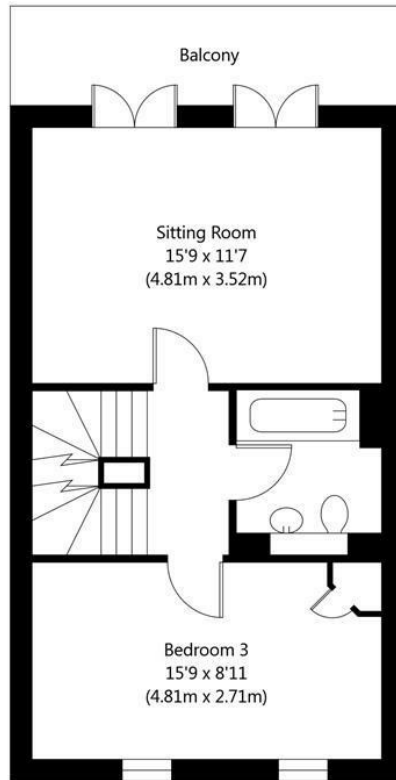 Balcony
Sitting Room
15'9 x 11'7
(4.81m x 3.52m)
Bedroom 3
15'9 x 8'11
(4.81m x 2.71m)